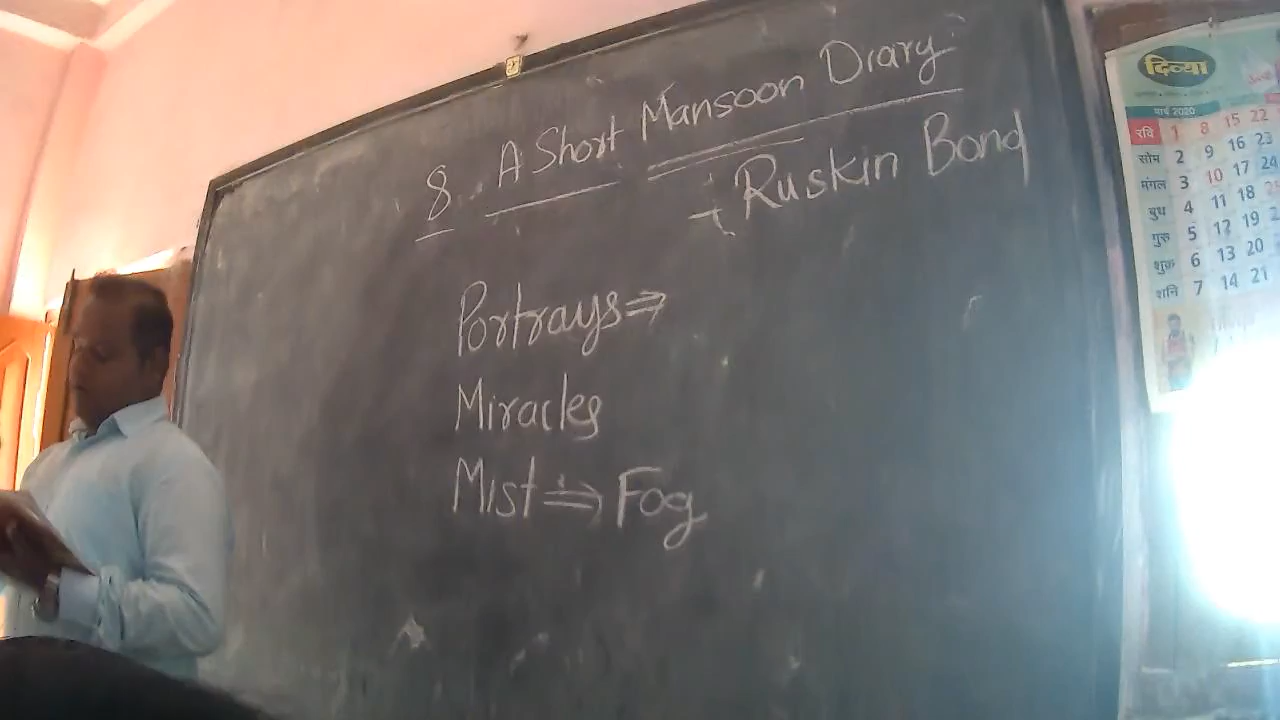 8. A Short Mansoon Diary
Ruskin Bond
Portrays ⇒
Miracles
Mist ⇒ Fog
दिव्या
मार्च 2020
रवि 1 8 15 22
सोम 2 9 16 23
मंगल 3 10 17 24
बुध 4 11 18
गुरु 5 12 19
शुक्र 6 13 20
शनि 7 14 21